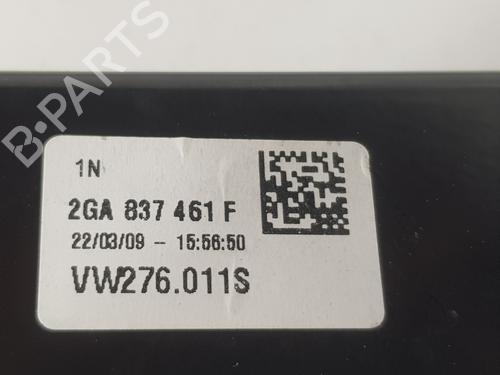 B-PARTS
1N
2GA 837 461 F
22/03/09 - 15:56:50
VW276.011S